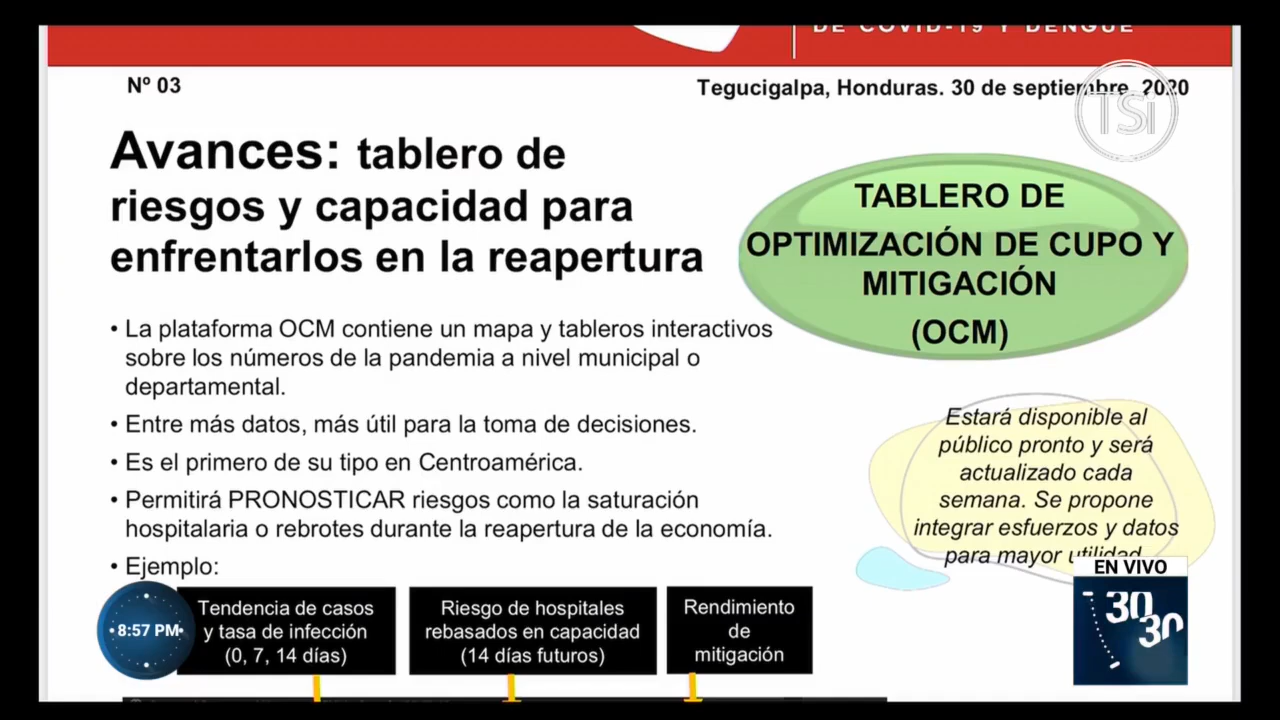 DE COVID-19 Y DENGUE
Nº 03
Tegucigalpa, Honduras. 30 de septiembre, 2020
TSi
Avances: tablero de
riesgos y capacidad para
enfrentarlos en la reapertura
TABLERO DE
OPTIMIZACIÓN DE CUPO Y
MITIGACIÓN
(OCM)
• La plataforma OCM contiene un mapa y tableros interactivos
sobre los números de la pandemia a nivel municipal o
departamental.
• Entre más datos, más útil para la toma de decisiones.
• Es el primero de su tipo en Centroamérica.
• Permitirá PRONOSTICAR riesgos como la saturación
hospitalaria o rebrotes durante la reapertura de la economía.
• Ejemplo:
Estará disponible al
público pronto y será
actualizado cada
semana. Se propone
integrar esfuerzos y datos
para mayor utilidad
EN VIVO
30
30
8:57 PM
Tendencia de casos
y tasa de infección
(0, 7, 14 días)
Riesgo de hospitales
rebasados en capacidad
(14 días futuros)
Rendimiento
de
mitigación